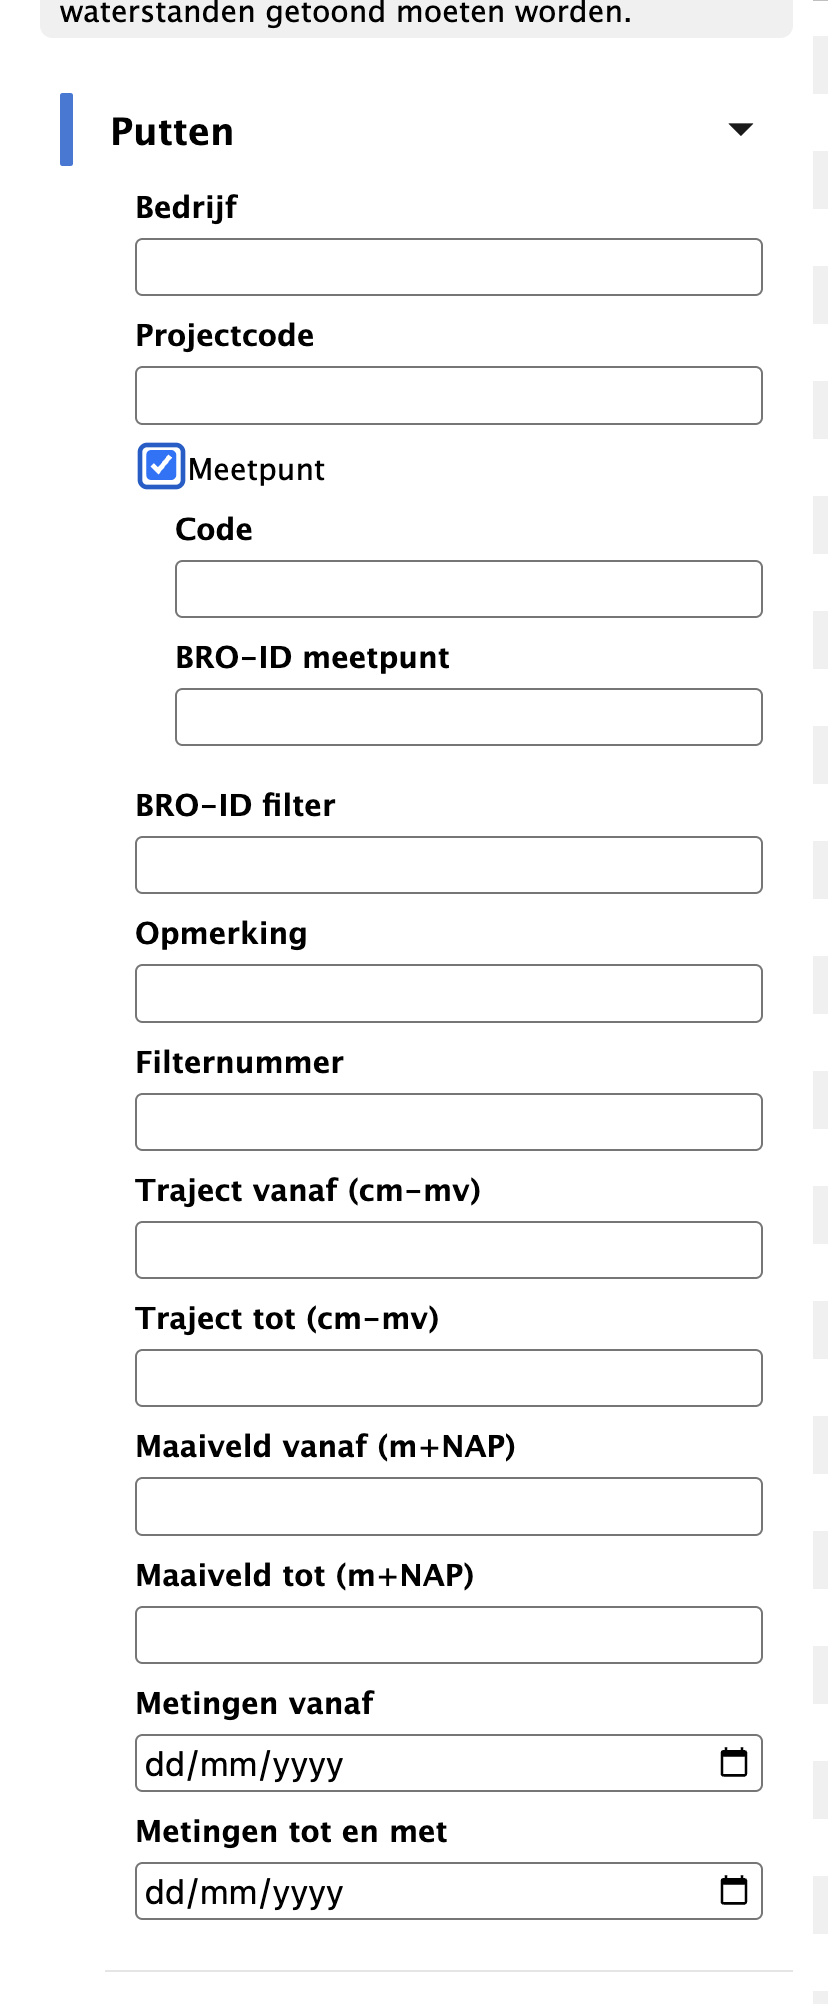 waterstanden getoond moeten worden.
Putten
Bedrijf
Projectcode
Meetpunt
Code
BRO-ID meetpunt
BRO-ID filter
Opmerking
Filternummer
Traject vanaf (cm-mv)
Traject tot (cm-mv)
Maaiveld vanaf (m+NAP)
Maaiveld tot (m+NAP)
Metingen vanaf
dd/mm/yyyy
Metingen tot en met
dd/mm/yyyy